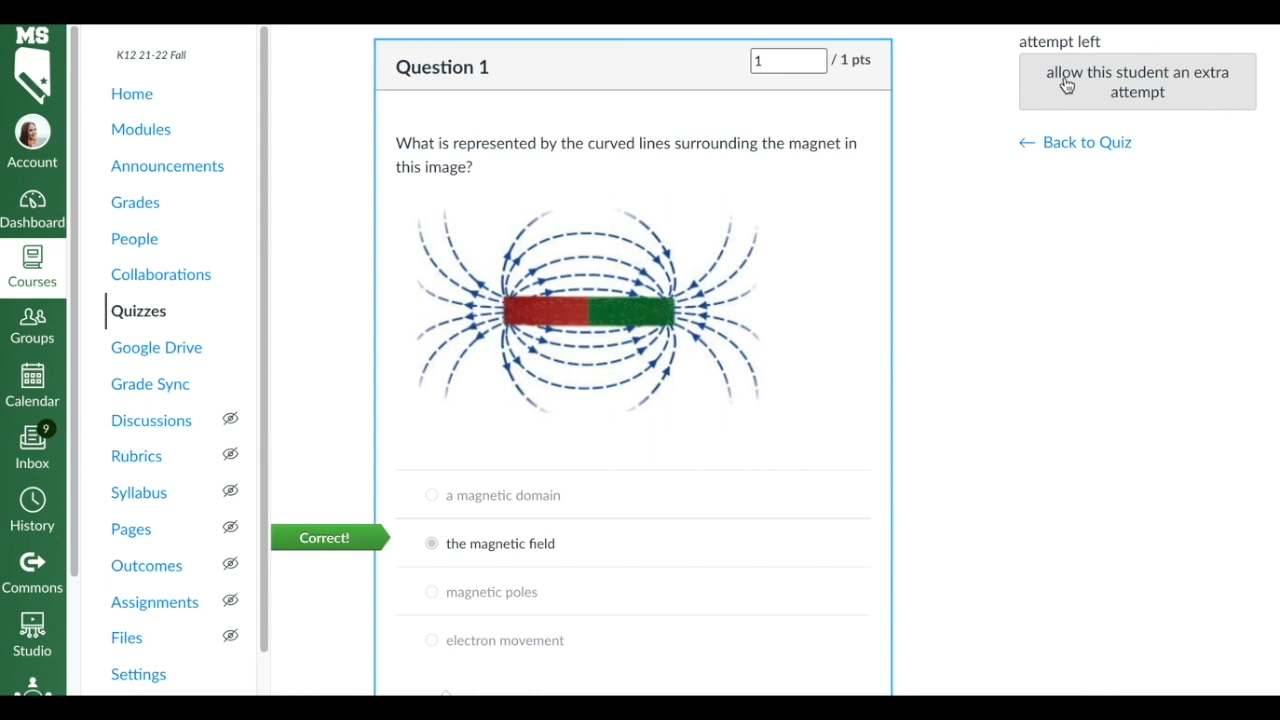 MS
Account
Dashboard
Courses
Groups
Calendar
9
Inbox
History
Commons
Studio
K12 21-22 Fall
Home
Modules
Announcements
Grades
People
Collaborations
Quizzes
Google Drive
Grade Sync
Discussions
Rubrics
Syllabus
Pages
Outcomes
Assignments
Files
Settings
Question 1
1 / 1 pts
What is represented by the curved lines surrounding the magnet in
this image?
a magnetic domain
Correct!
the magnetic field
magnetic poles
electron movement
attempt left
allow this student an extra
attempt
← Back to Quiz